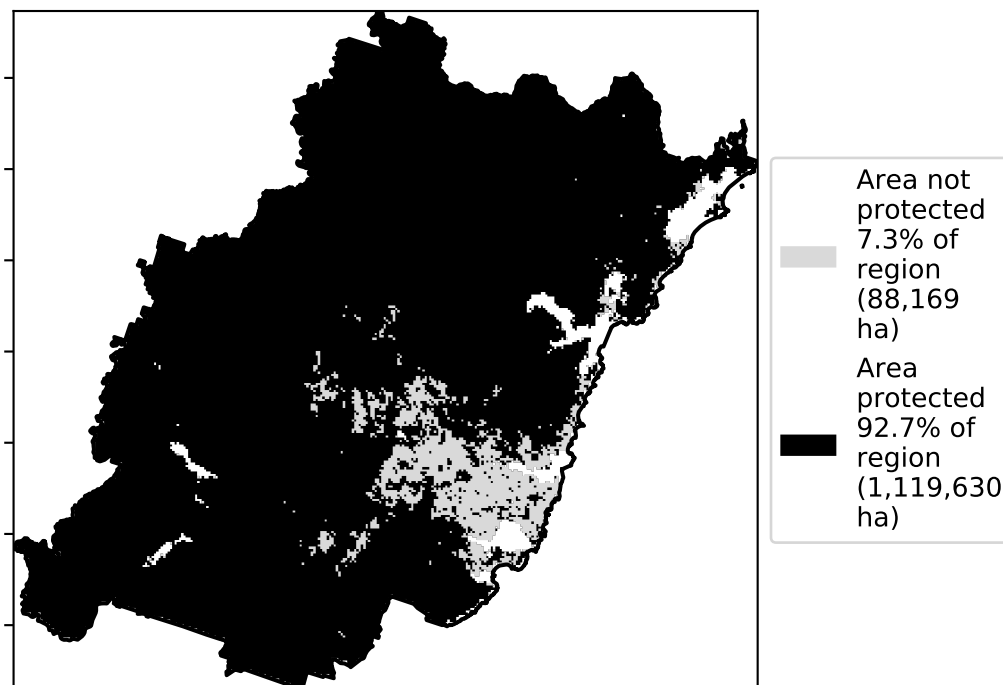 Area not
protected
7.3% of
region
(88,169
ha)
Area
protected
92.7% of
region
(1,119,630
ha)